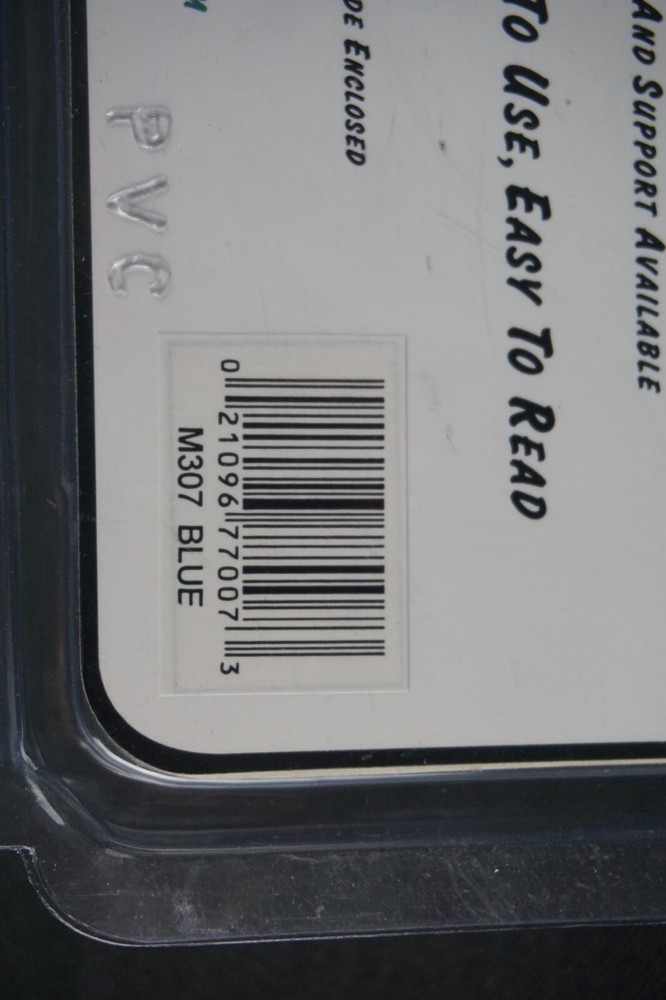 AND SUPPORT AVAILABLE
TO USE, EASY TO READ
DE ENCLOSED
M
PVC
0 21096 77007 3
M307 BLUE